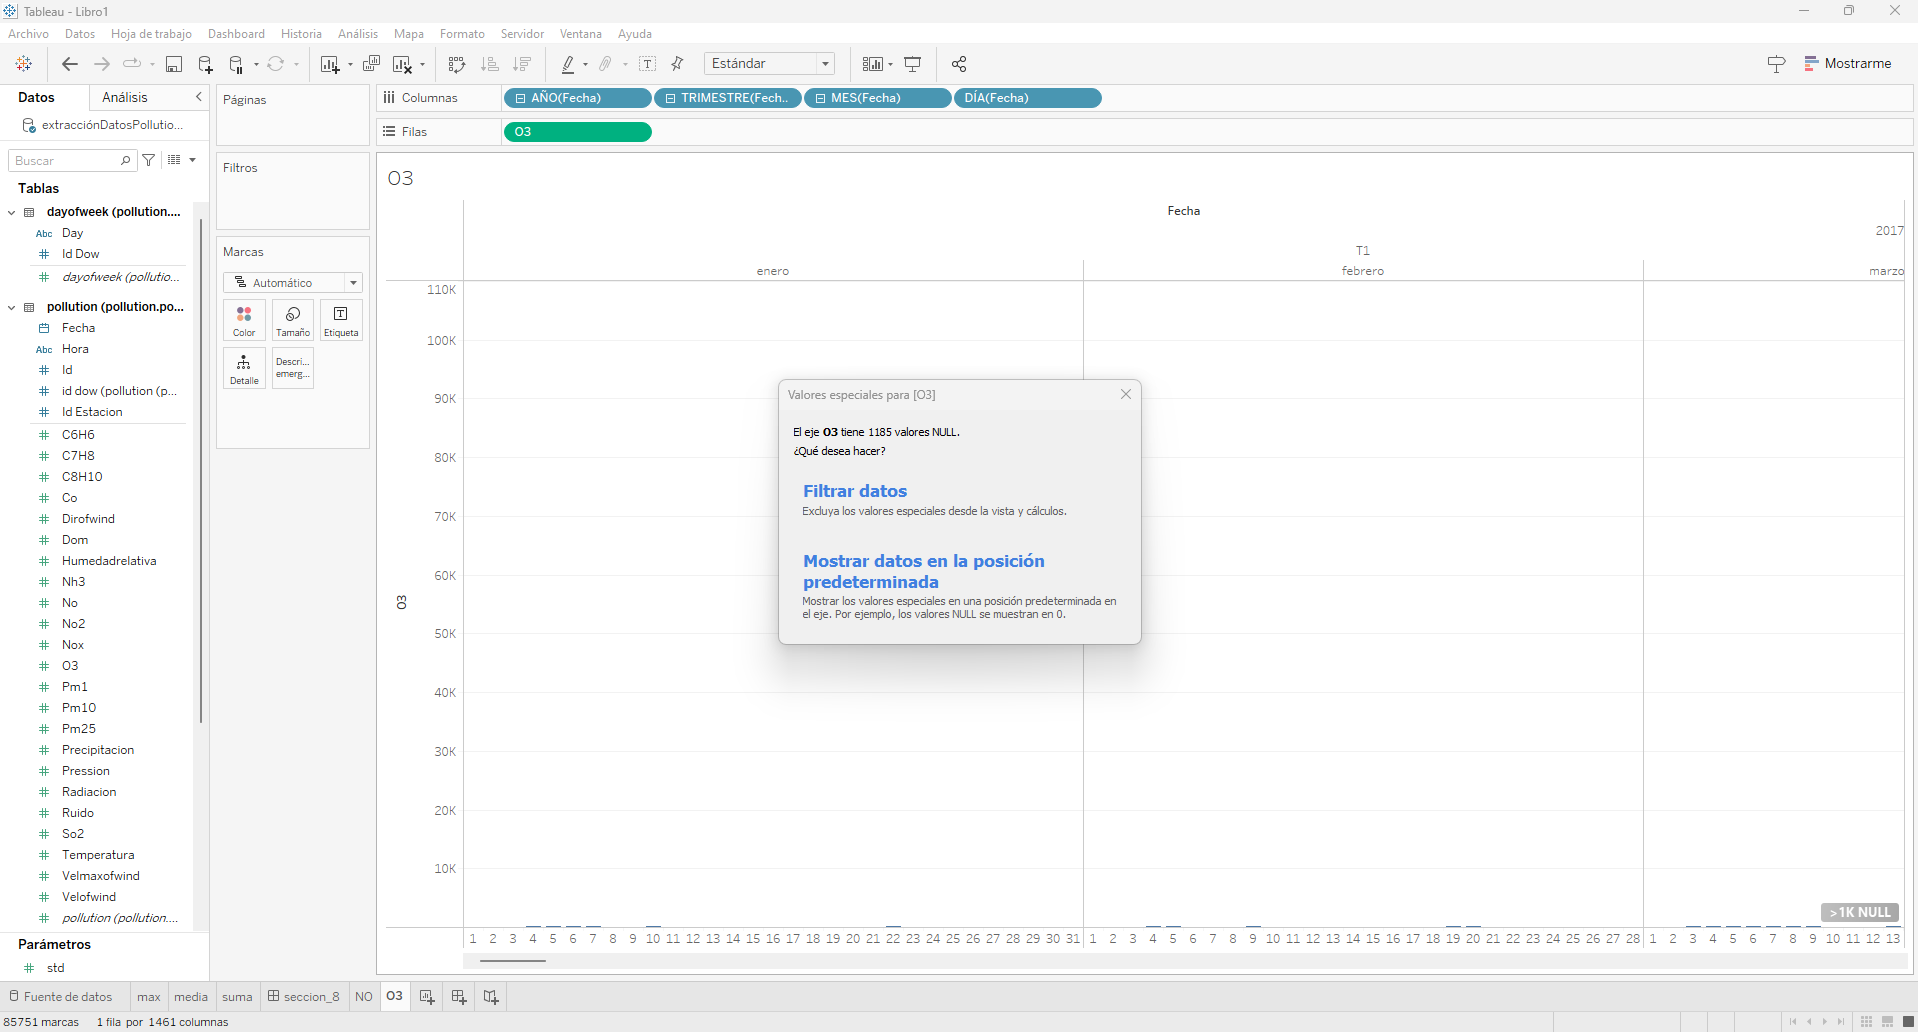 Tableau - Libro1
Archivo Datos Hoja de trabajo Dashboard Historia Análisis Mapa Formato Servidor Ventana Ayuda
Estándar
Mostrarme
Datos
Análisis
extracciónDatosPollutio...
Buscar
Tablas
dayofweek (pollution....
Abc Day
Id Dow
dayofweek (pollutio...
pollution (pollution.po...
Fecha
Abc Hora
Id
id dow (pollution (p...
Id Estacion
C6H6
C7H8
C8H10
Co
Dirofwind
Dom
Humedadrelativa
Nh3
No
No2
Nox
O3
Pm1
Pm10
Pm25
Precipitacion
Pression
Radiacion
Ruido
So2
Temperatura
Velmaxofwind
Velofwind
pollution (pollution....
Parámetros
std
Páginas
Filtros
Marcas
Automático
Color
Tamaño
Etiqueta
Detalle
Descri...
emerg...
Columnas
AÑO(Fecha)
TRIMESTRE(Fech..
MES(Fecha)
DÍA(Fecha)
Filas
O3
O3
Fecha
2017
T1
enero
febrero
marzo
110K
100K
90K
80K
70K
60K
50K
40K
30K
20K
10K
O3
Valores especiales para [O3]
El eje O3 tiene 1185 valores NULL.
¿Qué desea hacer?
Filtrar datos
Excluya los valores especiales desde la vista y cálculos.
Mostrar datos en la posición
predeterminada
Mostrar los valores especiales en una posición predeterminada en
el eje. Por ejemplo, los valores NULL se muestran en 0.
>1K NULL
1 2 3 4 5 6 7 8 9 10 11 12 13 14 15 16 17 18 19 20 21 22 23 24 25 26 27 28 29 30 31 1 2 3 4 5 6 7 8 9 10 11 12 13 14 15 16 17 18 19 20 21 22 23 24 25 26 27 28 1 2 3 4 5 6 7 8 9 10 11 12 13
Fuente de datos
max
media
suma
seccion_8
NO
O3
85751 marcas
1 fila por 1461 columnas